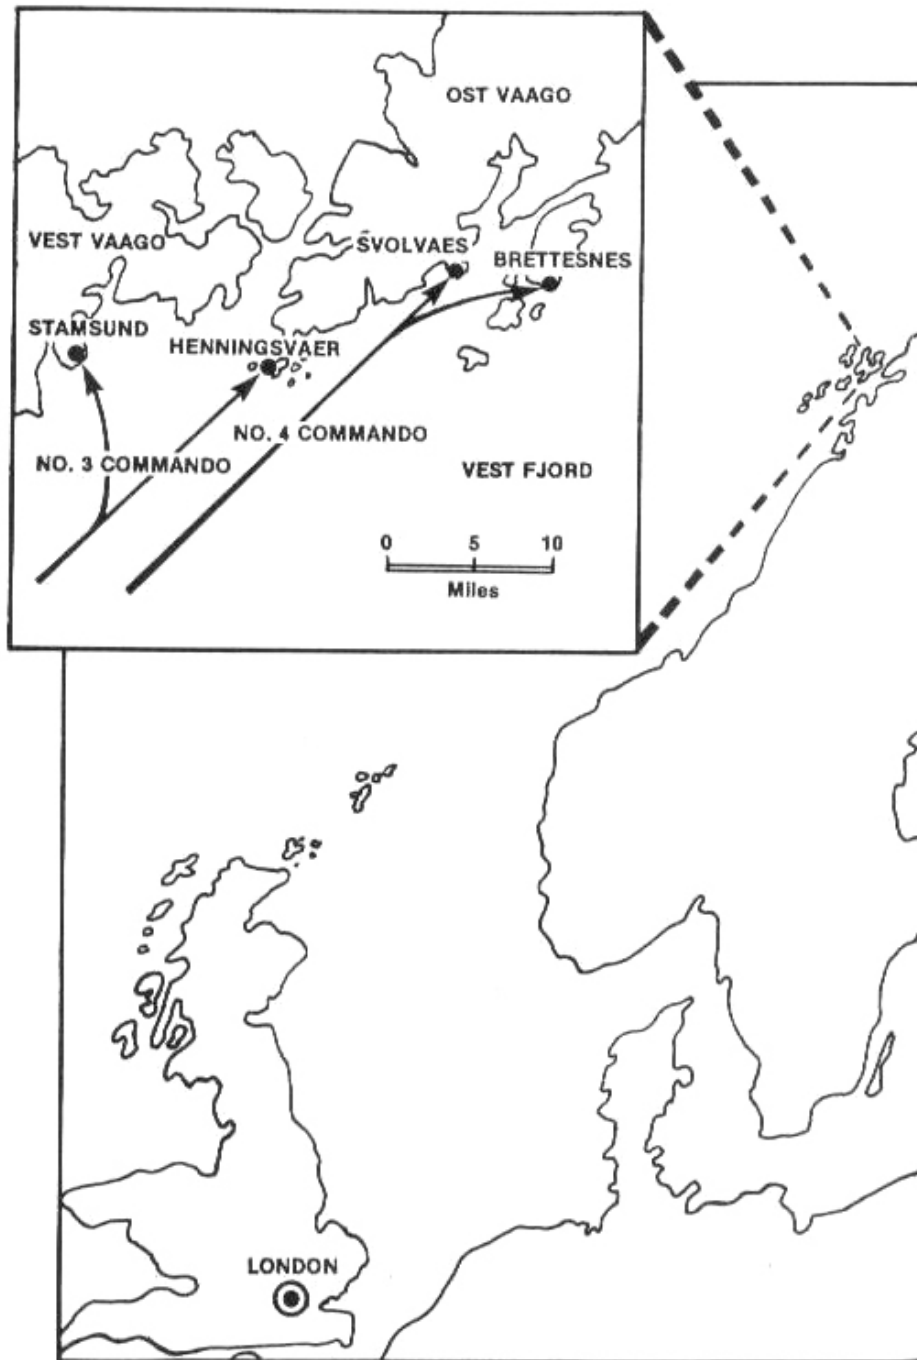 OST VAAGO
VEST VAAGO
SVOLVAES
BRETTESNES
STAMSUND
HENNINGSVAER
NO. 4 COMMANDO
NO. 3 COMMANDO
VEST FJORD
0 5 10
Miles
LONDON